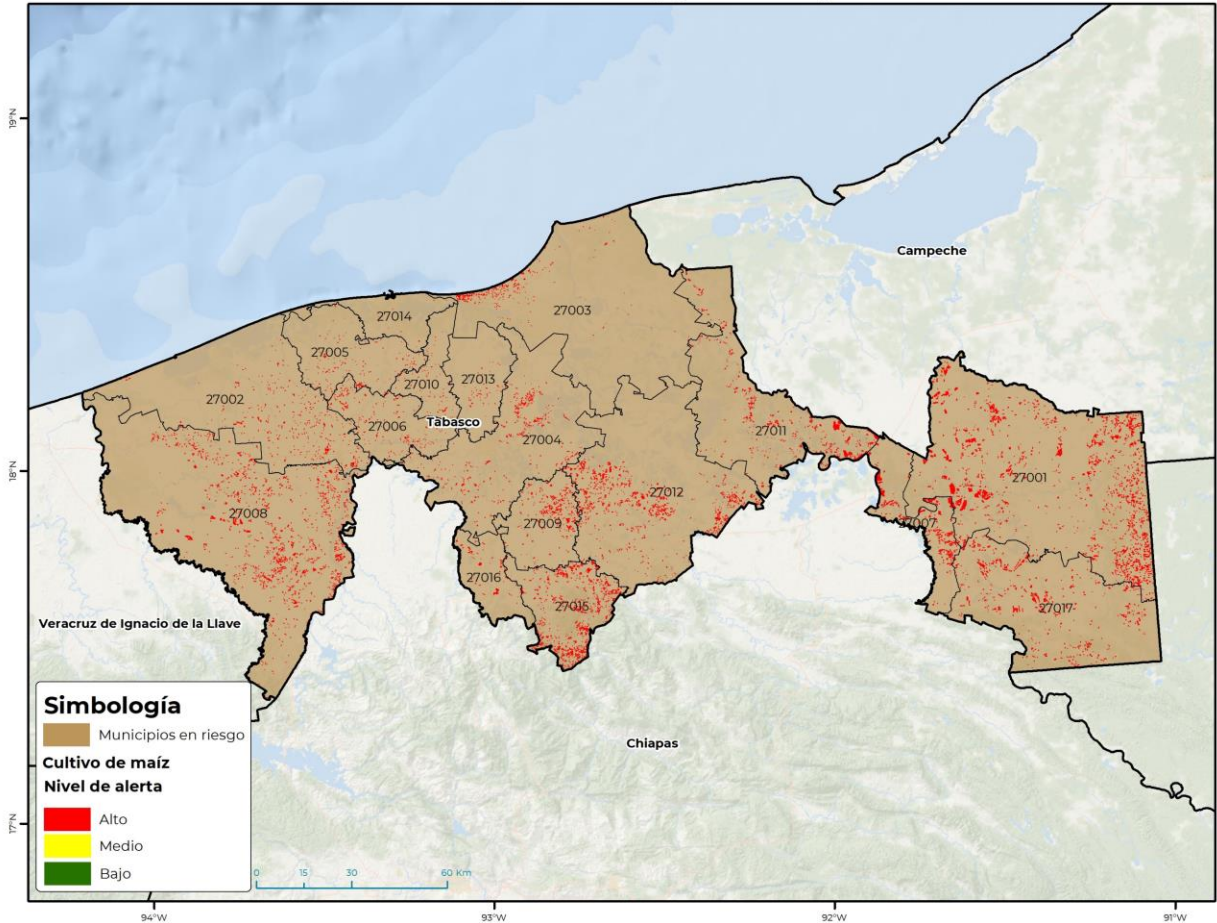 19°N
18°N
17°N
Campeche
27003
27014
27005
27010
27013
27002
27006
Tabasco
27004
27011
27001
27012
27008
27009
27007
27016
27015
27017
Veracruz de Ignacio de la Llave
Chiapas
Simbología
Municipios en riesgo
Cultivo de maíz
Nivel de alerta
Alto
Medio
Bajo
0 15 30 60 Km
94°W 93°W 92°W 91°W